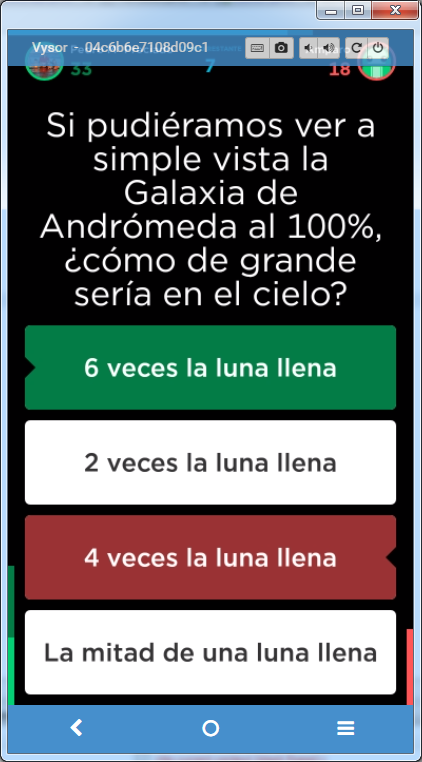 Vysor - 04c6b6e7108d09c1
33
7
18
Si pudiéramos ver a
simple vista la
Galaxia de
Andrómeda al 100%,
¿cómo de grande
sería en el cielo?
6 veces la luna llena
2 veces la luna llena
4 veces la luna llena
La mitad de una luna llena